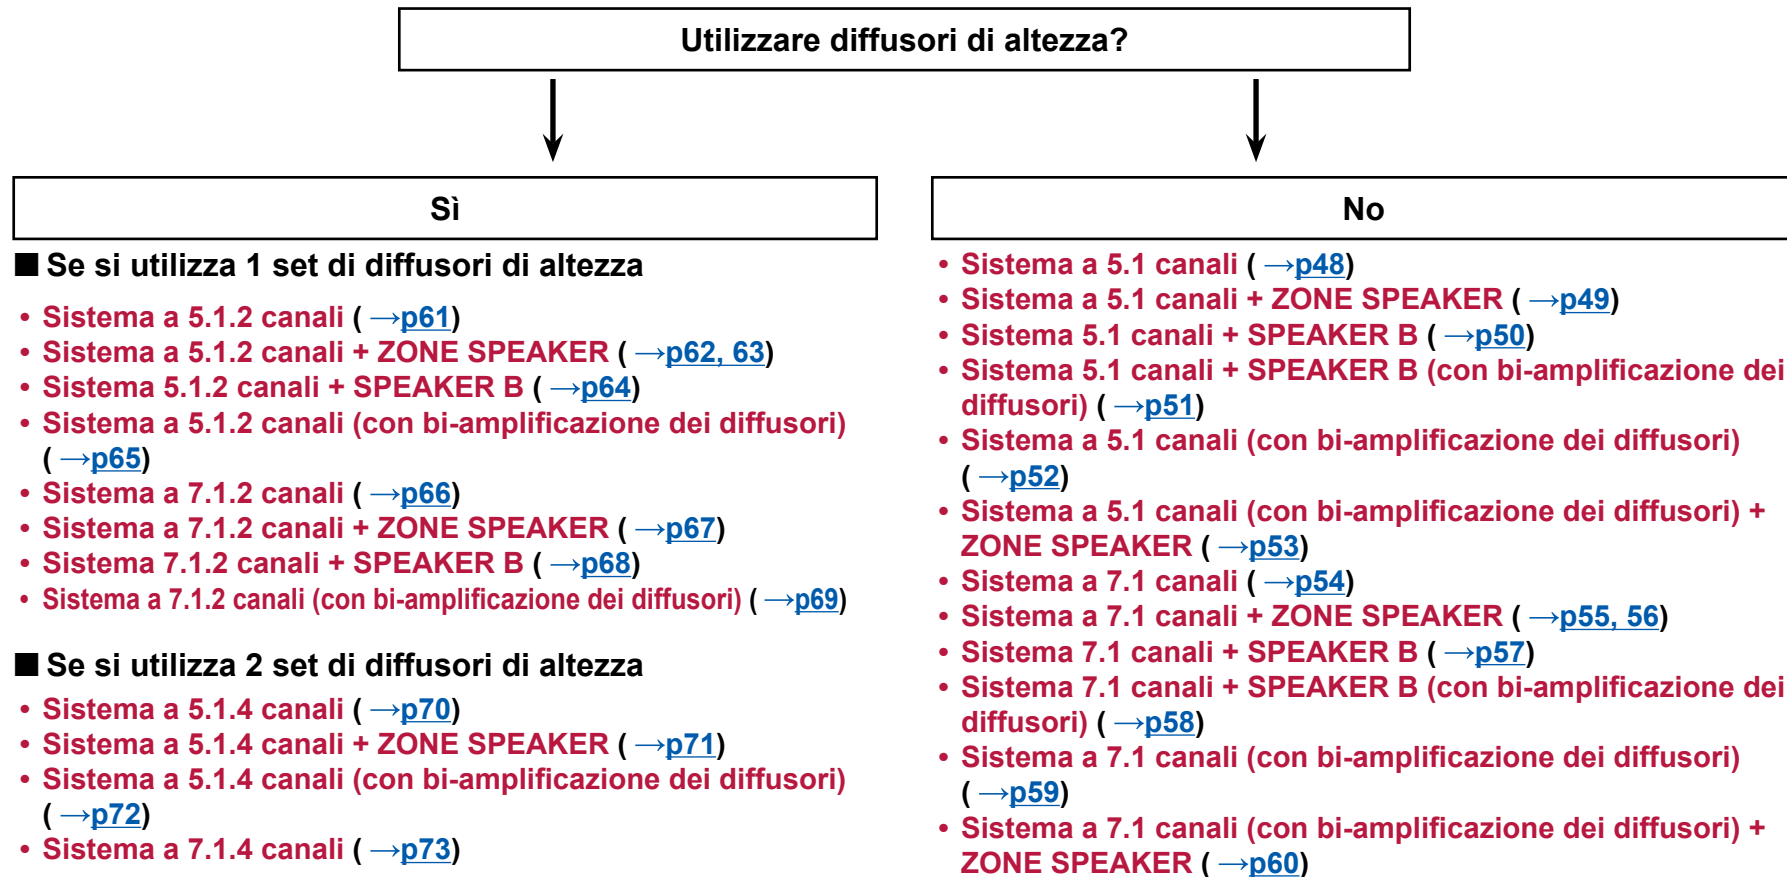 Utilizzare diffusori di altezza?
Sì
■ Se si utilizza 1 set di diffusori di altezza
• Sistema a 5.1.2 canali ( →p61)
• Sistema a 5.1.2 canali + ZONE SPEAKER ( →p62, 63)
• Sistema 5.1.2 canali + SPEAKER B ( →p64)
• Sistema a 5.1.2 canali (con bi-amplificazione dei diffusori)
( →p65)
• Sistema a 7.1.2 canali ( →p66)
• Sistema a 7.1.2 canali + ZONE SPEAKER ( →p67)
• Sistema 7.1.2 canali + SPEAKER B ( →p68)
• Sistema a 7.1.2 canali (con bi-amplificazione dei diffusori) ( →p69)
■ Se si utilizza 2 set di diffusori di altezza
• Sistema a 5.1.4 canali ( →p70)
• Sistema a 5.1.4 canali + ZONE SPEAKER ( →p71)
• Sistema a 5.1.4 canali (con bi-amplificazione dei diffusori)
( →p72)
• Sistema a 7.1.4 canali ( →p73)
No
• Sistema a 5.1 canali ( →p48)
• Sistema a 5.1 canali + ZONE SPEAKER ( →p49)
• Sistema 5.1 canali + SPEAKER B ( →p50)
• Sistema 5.1 canali + SPEAKER B (con bi-amplificazione dei
diffusori) ( →p51)
• Sistema a 5.1 canali (con bi-amplificazione dei diffusori)
( →p52)
• Sistema a 5.1 canali (con bi-amplificazione dei diffusori) +
ZONE SPEAKER ( →p53)
• Sistema a 7.1 canali ( →p54)
• Sistema a 7.1 canali + ZONE SPEAKER ( →p55, 56)
• Sistema 7.1 canali + SPEAKER B ( →p57)
• Sistema 7.1 canali + SPEAKER B (con bi-amplificazione dei
diffusori) ( →p58)
• Sistema a 7.1 canali (con bi-amplificazione dei diffusori)
( →p59)
• Sistema a 7.1 canali (con bi-amplificazione dei diffusori) +
ZONE SPEAKER ( →p60)